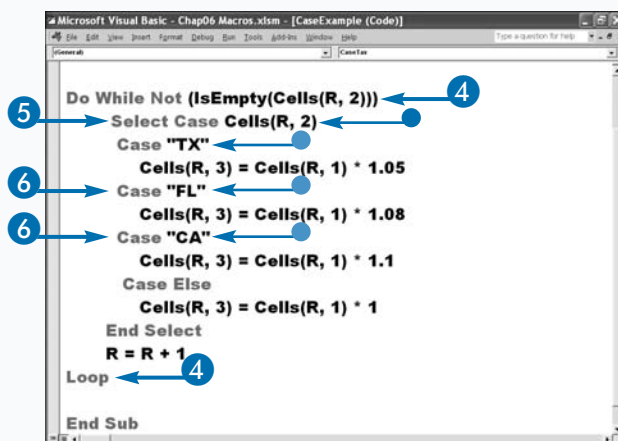 Microsoft Visual Basic - Chap06 Macros.xlsm - [CaseExample (Code)]
File Edit View Insert Format Debug Run Tools Add-Ins Window Help Type a question for help
(General) CaseTax
Do While Not (IsEmpty(Cells(R, 2))) 4
5 Select Case Cells(R, 2)
Case "TX"
Cells(R, 3) = Cells(R, 1) * 1.05
6 Case "FL"
Cells(R, 3) = Cells(R, 1) * 1.08
6 Case "CA"
Cells(R, 3) = Cells(R, 1) * 1.1
Case Else
Cells(R, 3) = Cells(R, 1) * 1
End Select
R = R + 1
Loop 4
End Sub